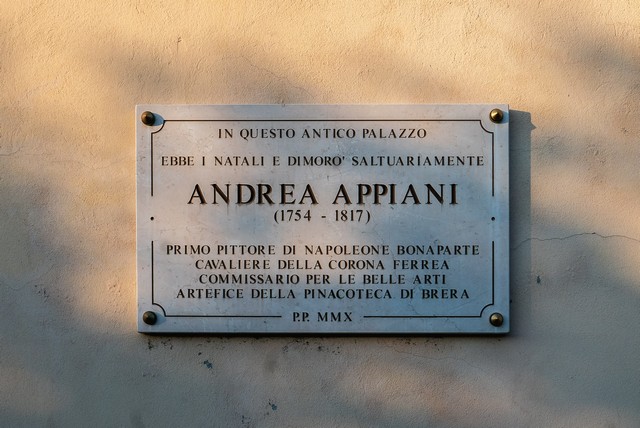 IN QUESTO ANTICO PALAZZO
EBBE I NATALI E DIMORO' SALTUARIAMENTE
ANDREA APPIANI
(1754 - 1817)
PRIMO PITTORE DI NAPOLEONE BONAPARTE
CAVALIERE DELLA CORONA FERREA
COMMISSARIO PER LE BELLE ARTI
ARTEFICE DELLA PINACOTECA DI BRERA
P.P. MMX